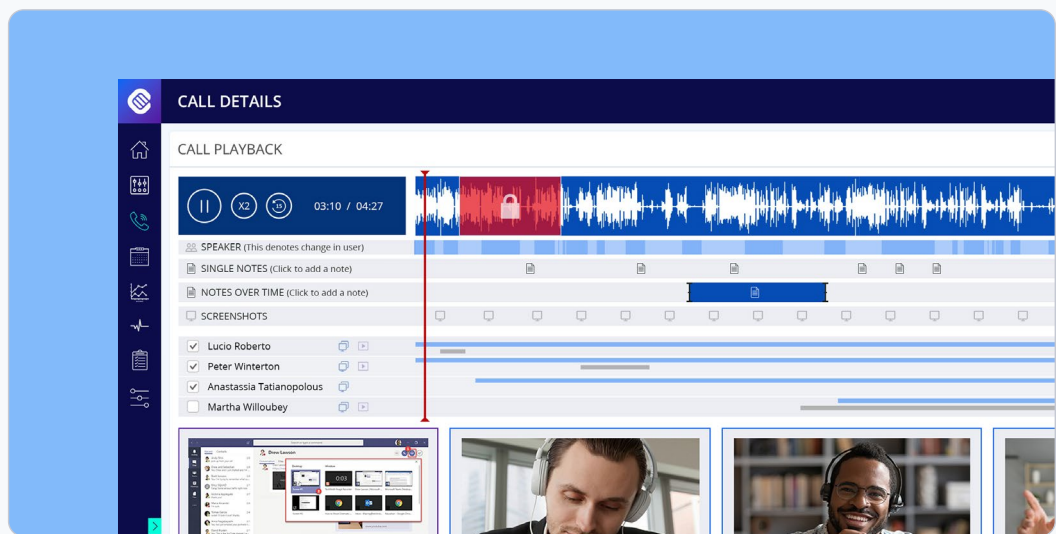 CALL DETAILS
CALL PLAYBACK
X2 15 03:10 / 04:27
SPEAKER (This denotes change in user)
SINGLE NOTES (Click to add a note)
NOTES OVER TIME (Click to add a note)
SCREENSHOTS
Lucio Roberto
Peter Winterton
Anastassia Tatianopolous
Martha Willoubey